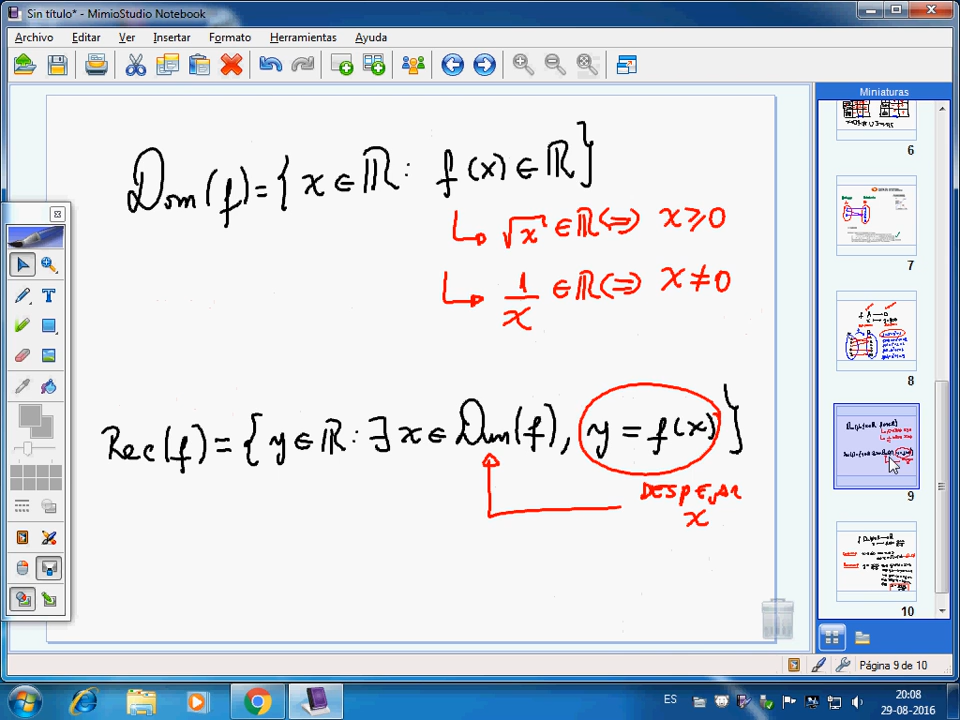 Sin título* - MimioStudio Notebook
Archivo Editar Ver Insertar Formato Herramientas Ayuda
Miniaturas
Dom(f)={ x∈ℝ: f(x)∈ℝ}
√x ∈ℝ⟺ x≥0
1/x ∈ℝ⟺ x≠0
Rec(f)={ y∈ℝ:∃x∈Dom(f), y=f(x)}
DESPEJAR
x
6
7
8
9
10
Página 9 de 10
ES
20:08
29-08-2016